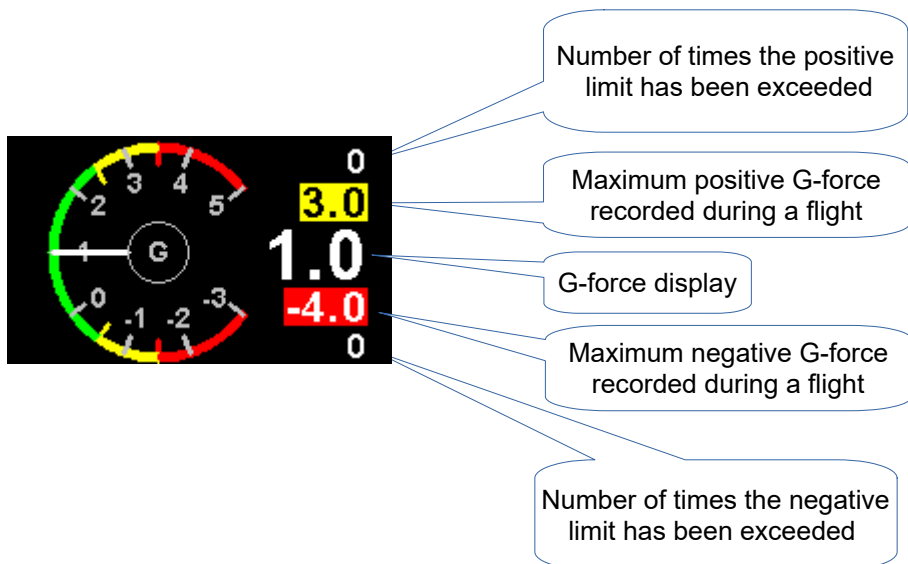 Number of times the positive
limit has been exceeded
Maximum positive G-force
recorded during a flight
G-force display
Maximum negative G-force
recorded during a flight
Number of times the negative
limit has been exceeded
0
3.0
1.0
-4.0
0
3
4
2
5
1
G
0
-1
-2
-3